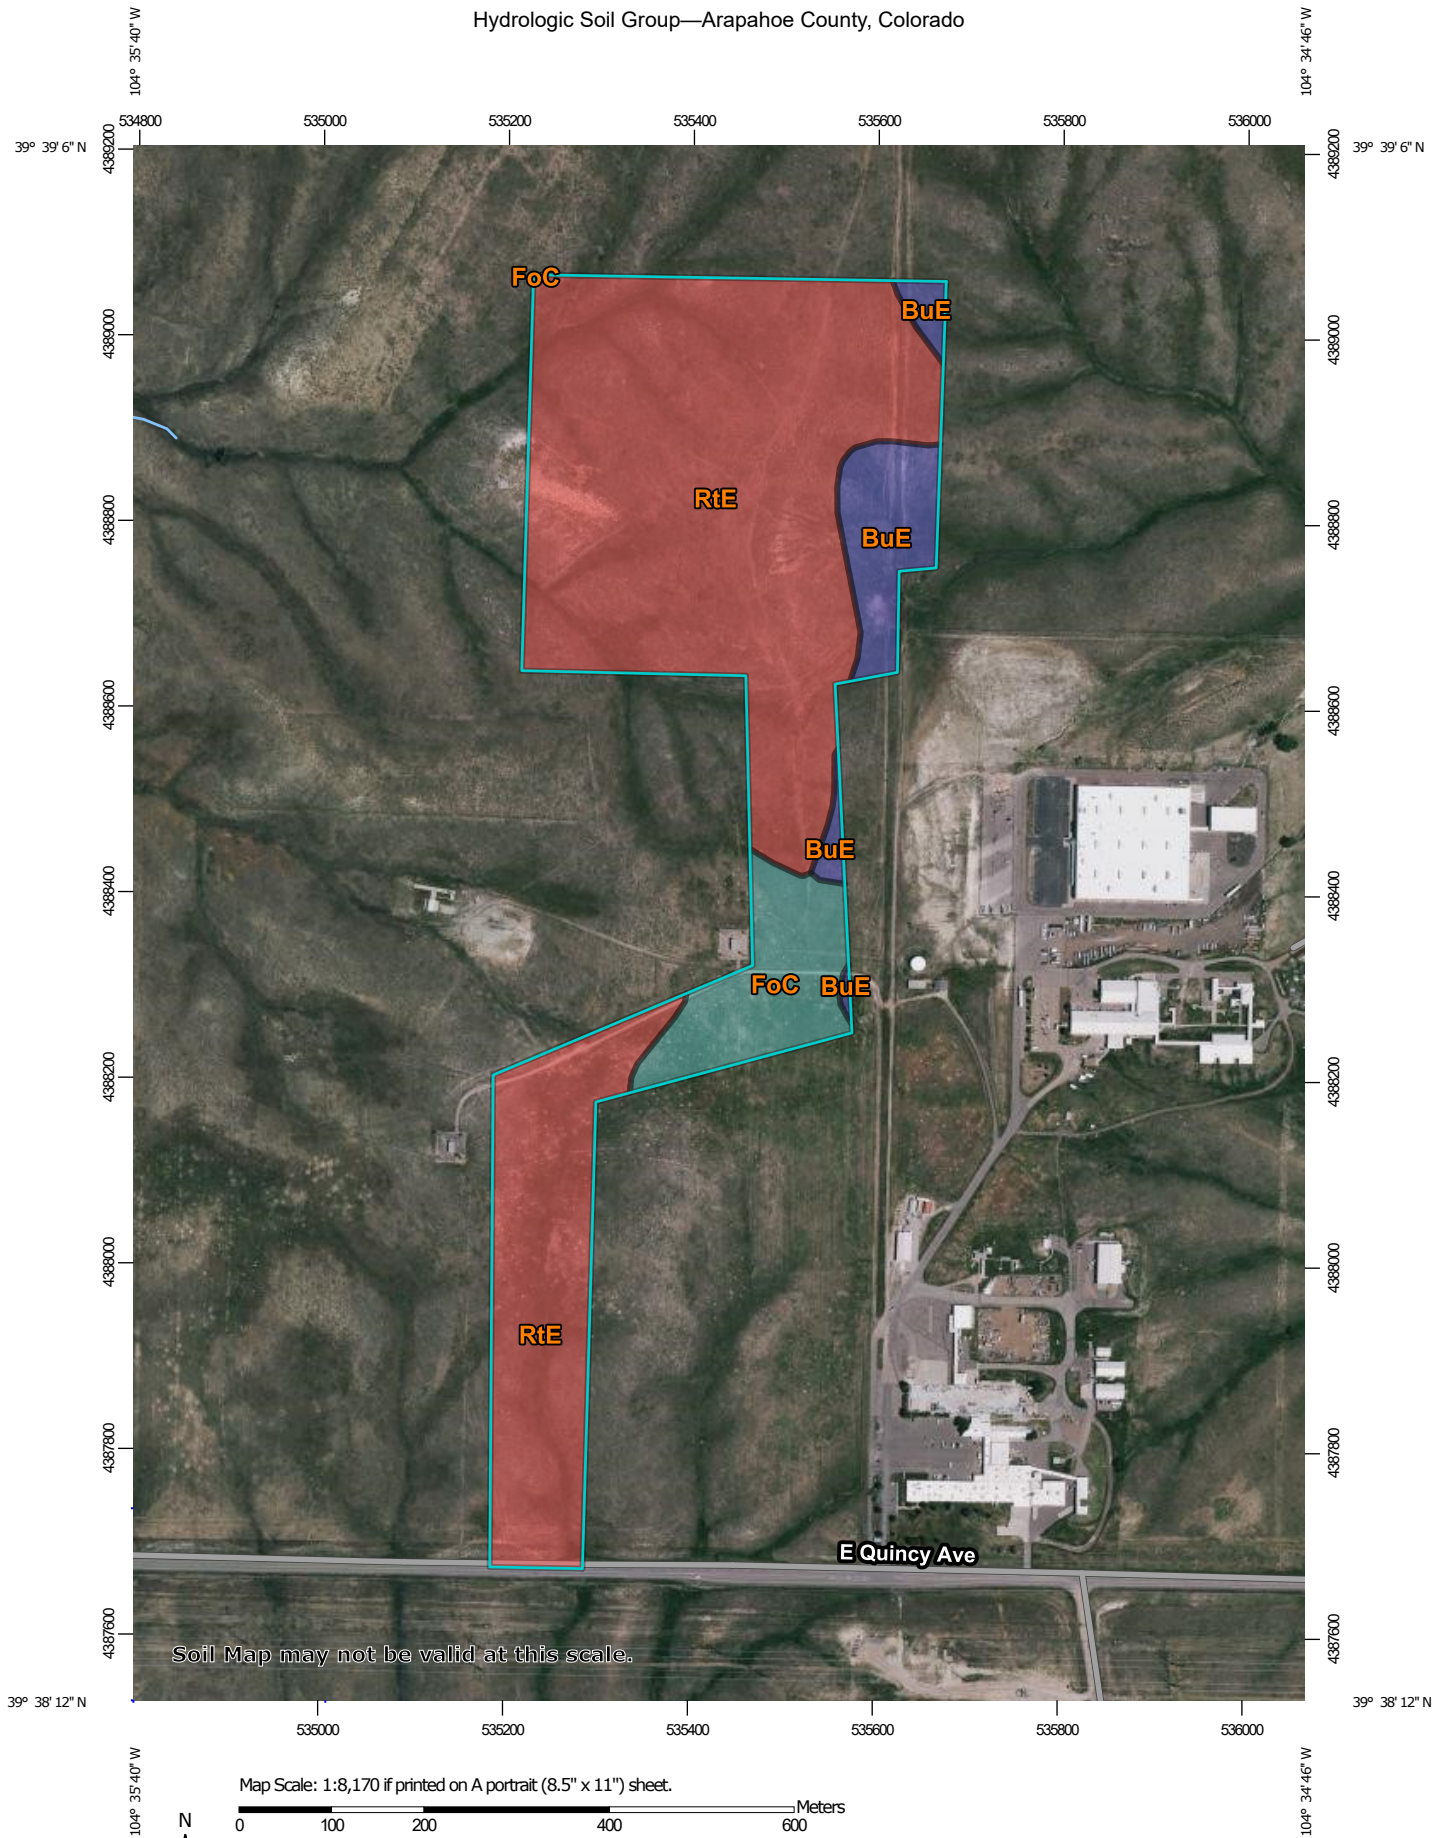 Hydrologic Soil Group—Arapahoe County, Colorado
104° 35' 40" W
104° 34' 46" W
534800 535000 535200 535400 535600 535800 536000
39° 39' 6" N
39° 39' 6" N
4389200
4389200
FoC
BuE
4389000
4389000
RtE
BuE
4388800
4388800
4388600
4388600
BuE
4388400
4388400
FoC BuE
4388200
4388200
4388000
4388000
RtE
4387800
4387800
E Quincy Ave
4387600
4387600
Soil Map may not be valid at this scale.
39° 38' 12" N
39° 38' 12" N
535000 535200 535400 535600 535800 536000
104° 35' 40" W
104° 34' 46" W
Map Scale: 1:8,170 if printed on A portrait (8.5" x 11") sheet.
Meters
N
0 100 200 400 600